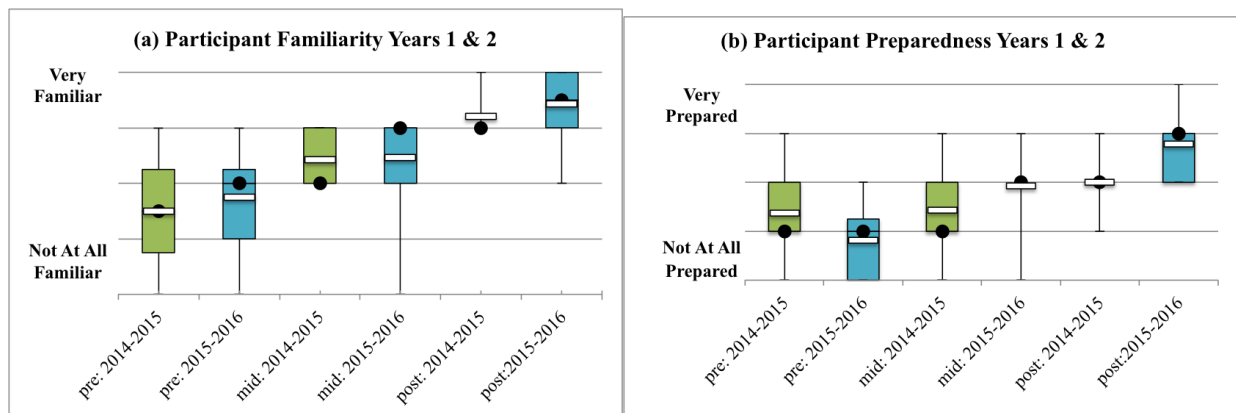 (a) Participant Familiarity Years 1 & 2
Very
Familiar
Not At All
Familiar
pre: 2014-2015
pre: 2015-2016
mid: 2014-2015
mid: 2015-2016
post: 2014-2015
post:2015-2016
(b) Participant Preparedness Years 1 & 2
Very
Prepared
Not At All
Prepared
pre: 2014-2015
pre: 2015-2016
mid: 2014-2015
mid: 2015-2016
post: 2014-2015
post:2015-2016